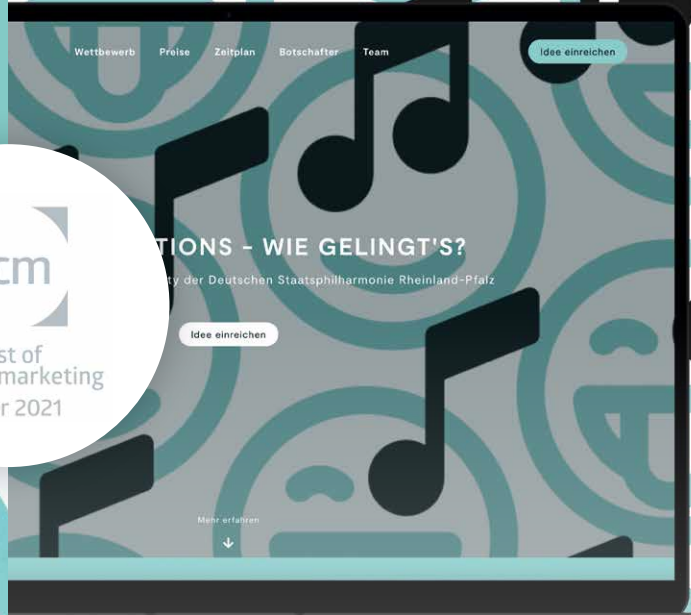 Wettbewerb Preise Zeitplan Botschafter Team Idee einreichen
TIONS – WIE GELINGT'S?
ty der Deutschen Staatsphilharmonie Rheinland-Pfalz
Idee einreichen
cm
st of
marketing
r 2021
Mehr erfahren